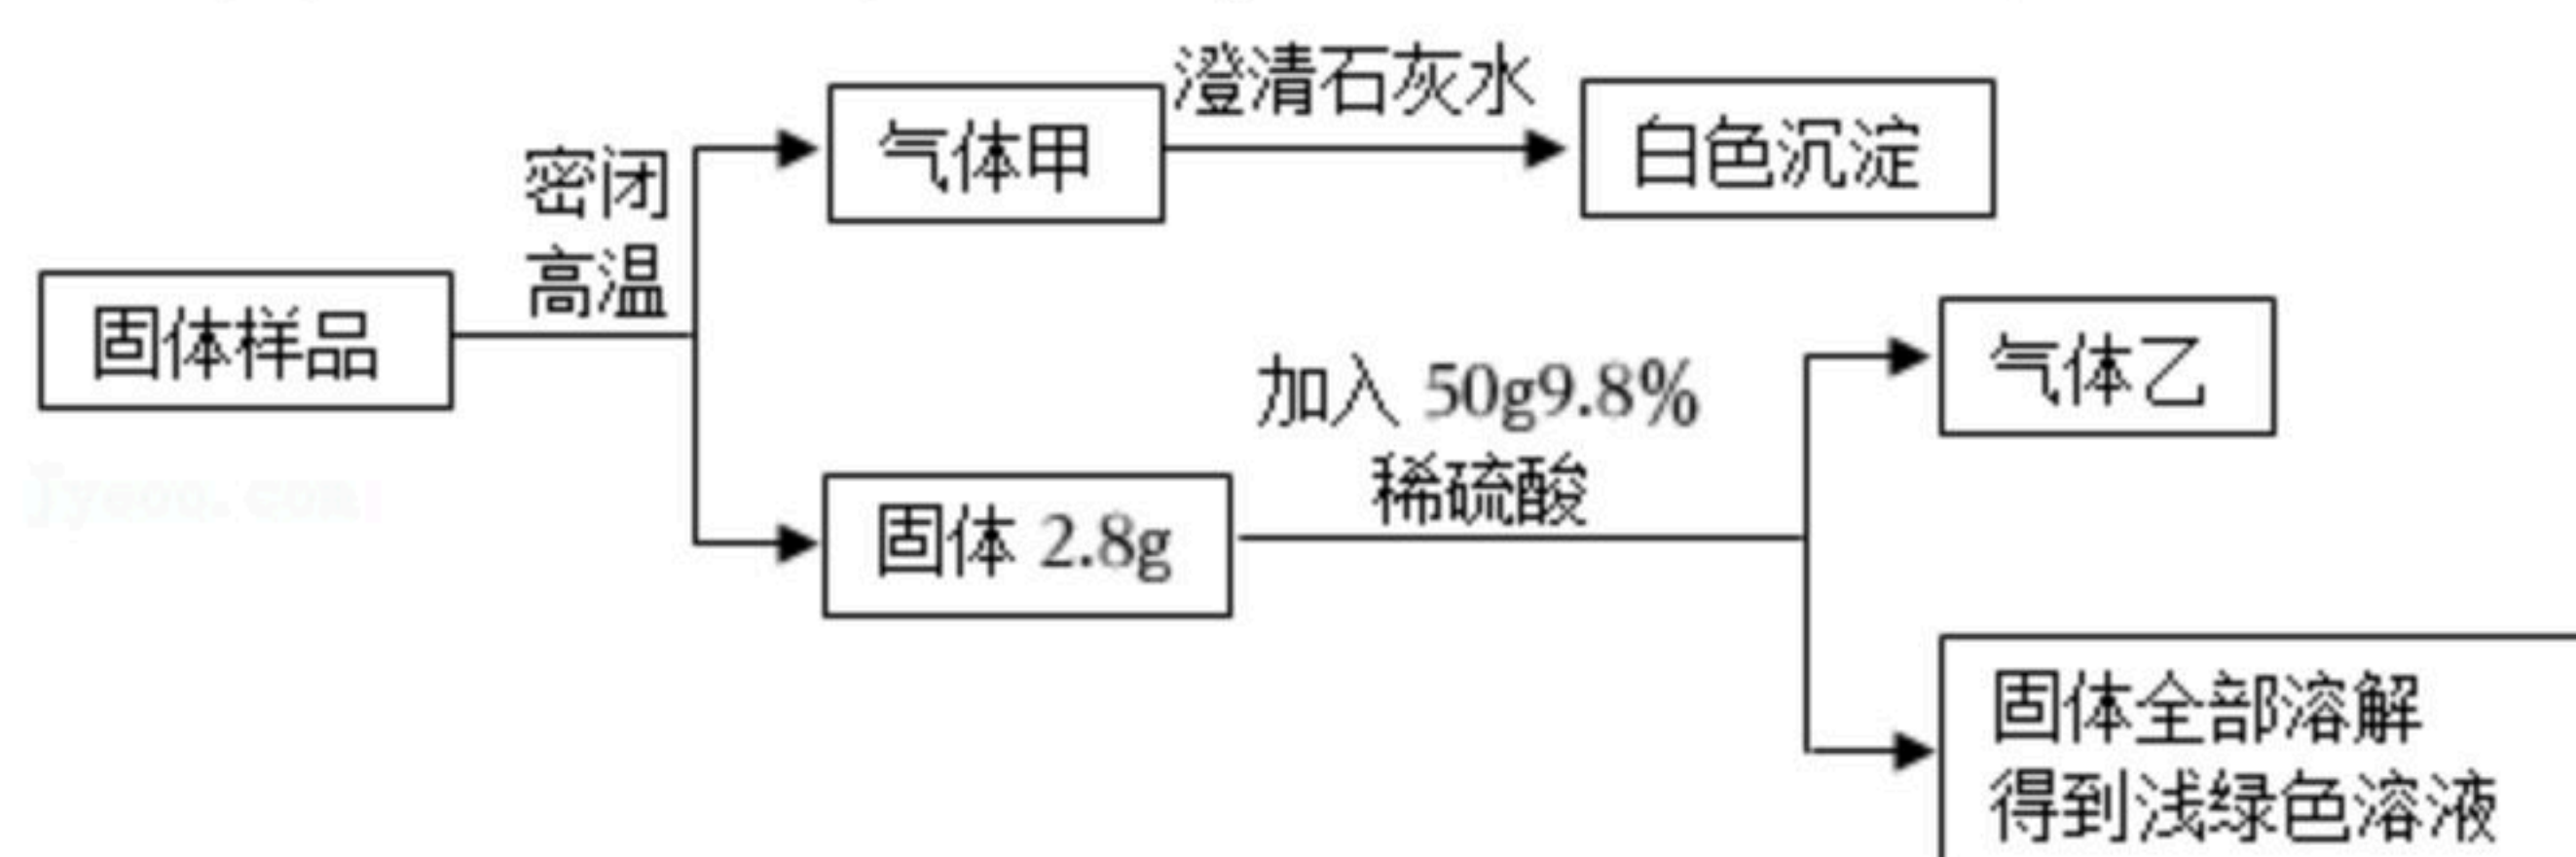 澄清石灰水
气体甲
白色沉淀
密闭
高温
固体样品
加入 50g9.8%
稀硫酸
气体乙
固体 2.8g
固体全部溶解
得到浅绿色溶液
jyeoo.com